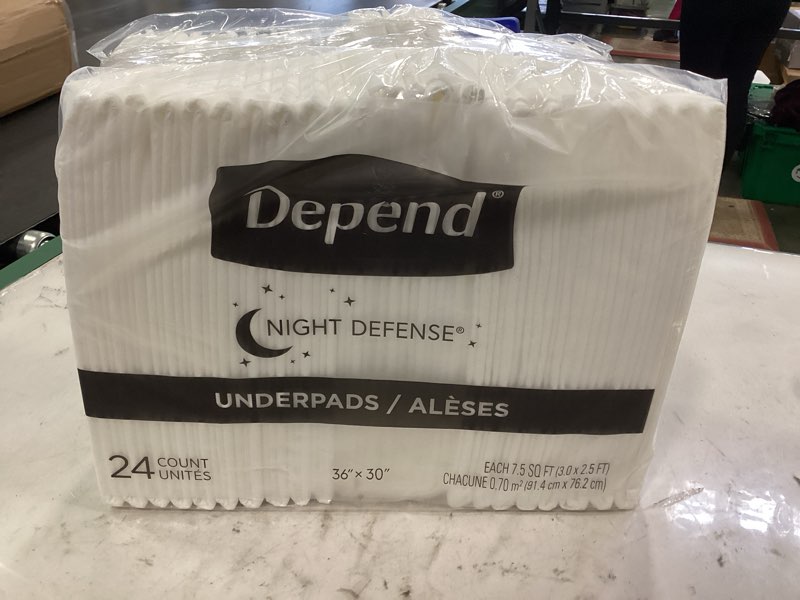 Depend®
NIGHT DEFENSE®
UNDERPADS / ALÈSES
24 COUNT
UNITÉS
36" × 30"
EACH 7.5 SQ FT (3.0 x 2.5 FT)
CHACUNE 0.70 m² (91.4 cm x 76.2 cm)